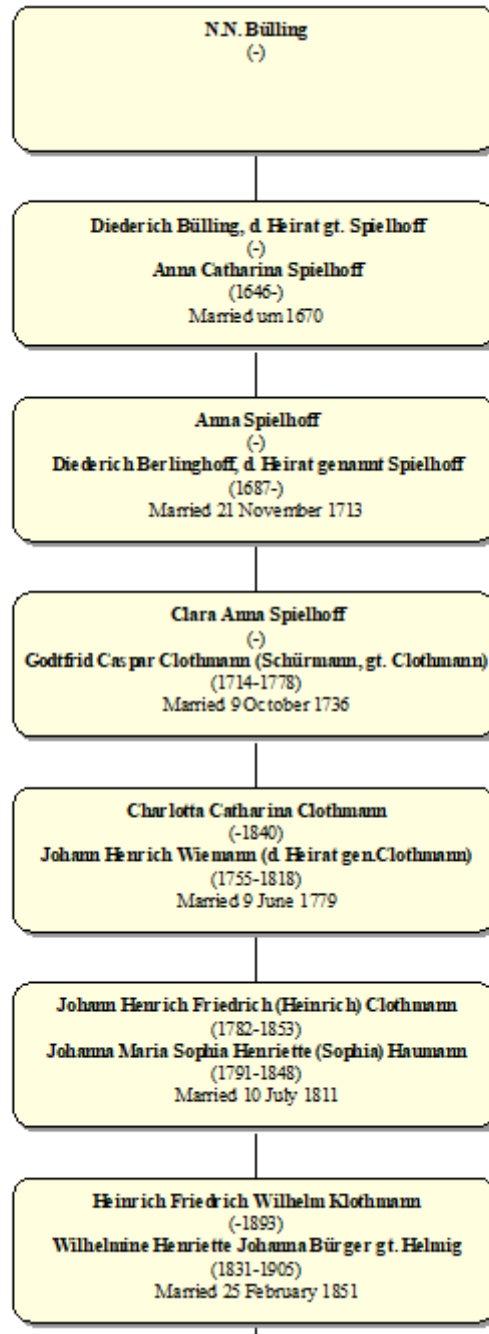 N.N. Bülling
(-)
Diederich Bülling, d. Heirat gt. Spielhoff
(-)
Anna Catharina Spielhoff
(1646-)
Married um 1670
Anna Spielhoff
(-)
Diederich Berlinghoff, d. Heirat genannt Spielhoff
(1687-)
Married 21 November 1713
Clara Anna Spielhoff
(-)
Godtfrid Caspar Clothmann (Schürmann, gt. Clothmann)
(1714-1778)
Married 9 October 1736
Charlotta Catharina Clothmann
(-1840)
Johann Henrich Wiemann (d. Heirat gen.Clothmann)
(1755-1818)
Married 9 June 1779
Johann Henrich Friedrich (Heinrich) Clothmann
(1782-1853)
Johanna Maria Sophia Henriette (Sophia) Haumann
(1791-1848)
Married 10 July 1811
Heinrich Friedrich Wilhelm Klothmann
(-1893)
Wilhelmine Henriette Johanna Bürger gt. Helmig
(1831-1905)
Married 25 February 1851